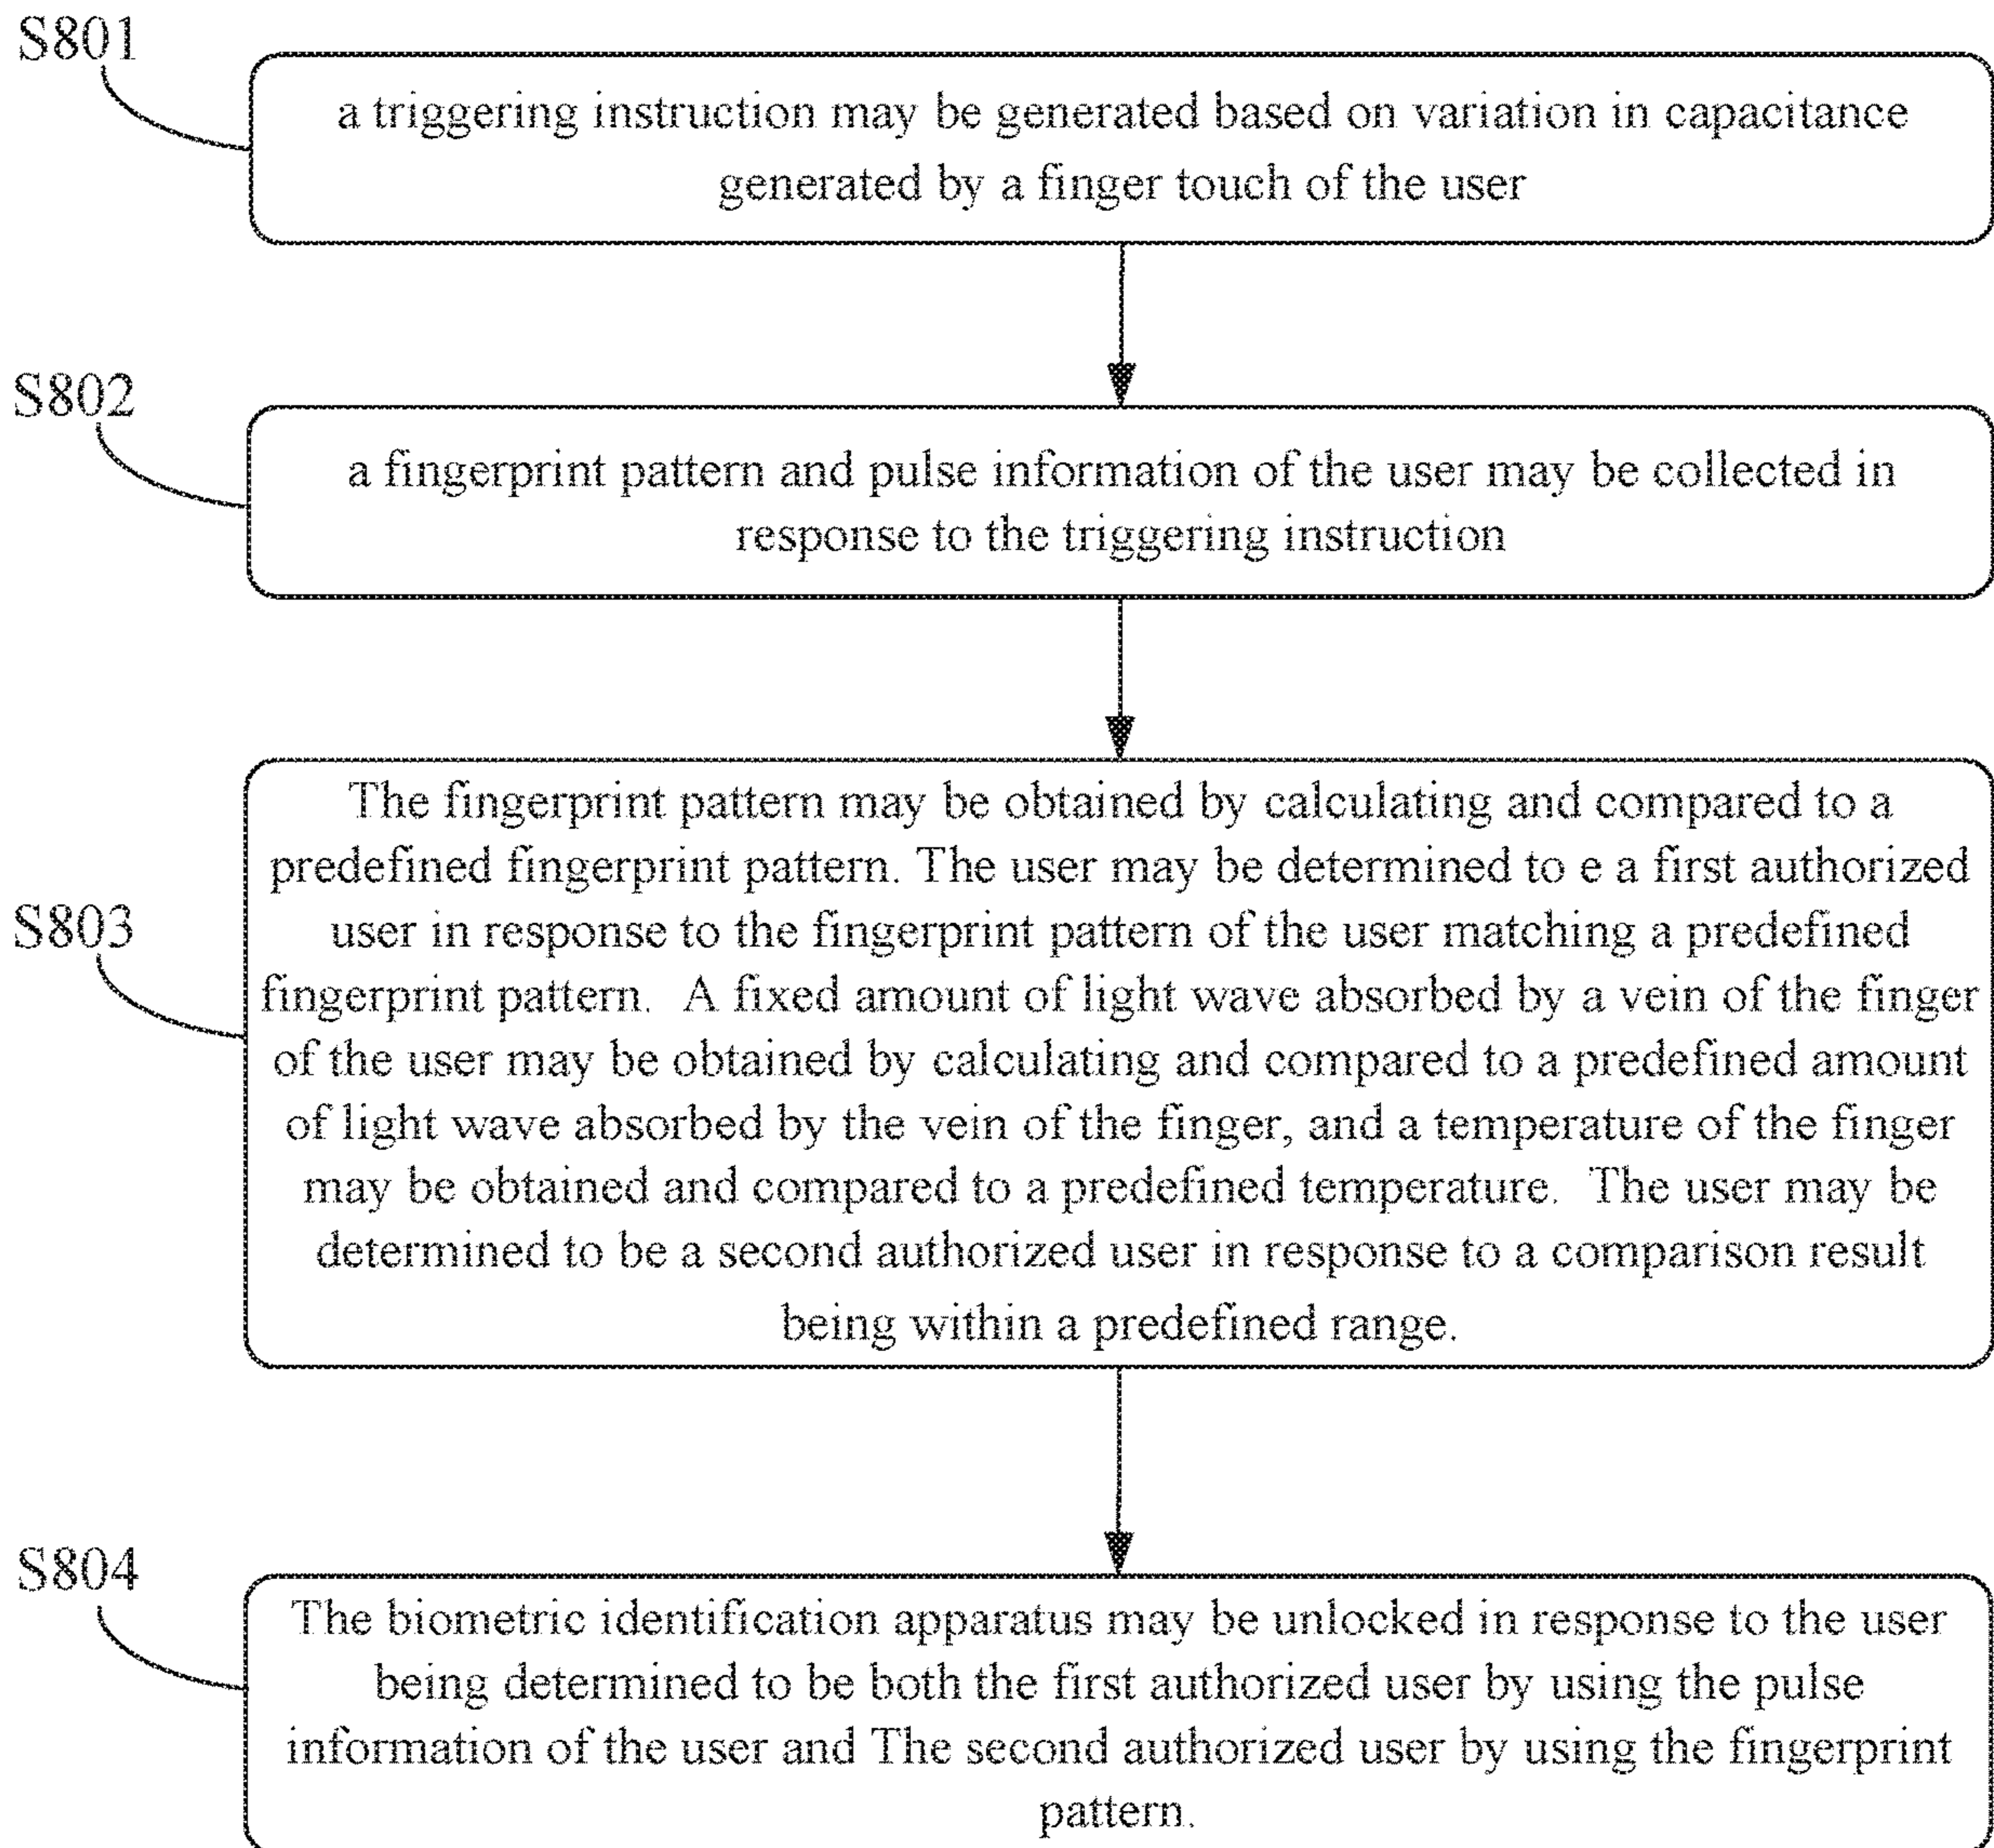 S801
a triggering instruction may be generated based on variation in capacitance
generated by a finger touch of the user
S802
a fingerprint pattern and pulse information of the user may be collected in
response to the triggering instruction
S803
The fingerprint pattern may be obtained by calculating and compared to a
predefined fingerprint pattern. The user may be determined to e a first authorized
user in response to the fingerprint pattern of the user matching a predefined
fingerprint pattern. A fixed amount of light wave absorbed by a vein of the finger
of the user may be obtained by calculating and compared to a predefined amount
of light wave absorbed by the vein of the finger, and a temperature of the finger
may be obtained and compared to a predefined temperature. The user may be
determined to be a second authorized user in response to a comparison result
being within a predefined range.
S804
The biometric identification apparatus may be unlocked in response to the user
being determined to be both the first authorized user by using the pulse
information of the user and The second authorized user by using the fingerprint
pattern.